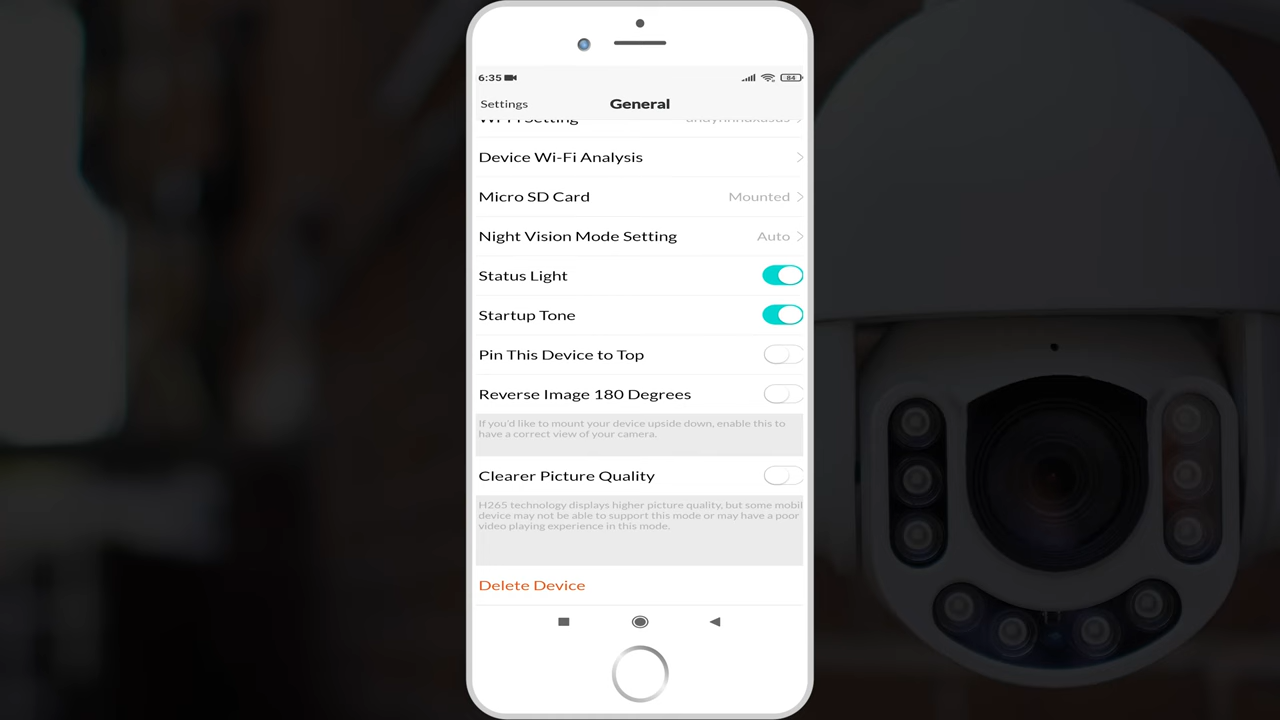 6:35
84
Settings
General
Wi-Fi Setting
Device Wi-Fi Analysis
Micro SD Card
Mounted
Night Vision Mode Setting
Auto
Status Light
Startup Tone
Pin This Device to Top
Reverse Image 180 Degrees
If you'd like to mount your device upside down, enable this to
have a correct view of your camera.
Clearer Picture Quality
H265 technology displays higher picture quality, but some mobil
device may not be able to support this mode or may have a poor
video playing experience in this mode.
Delete Device